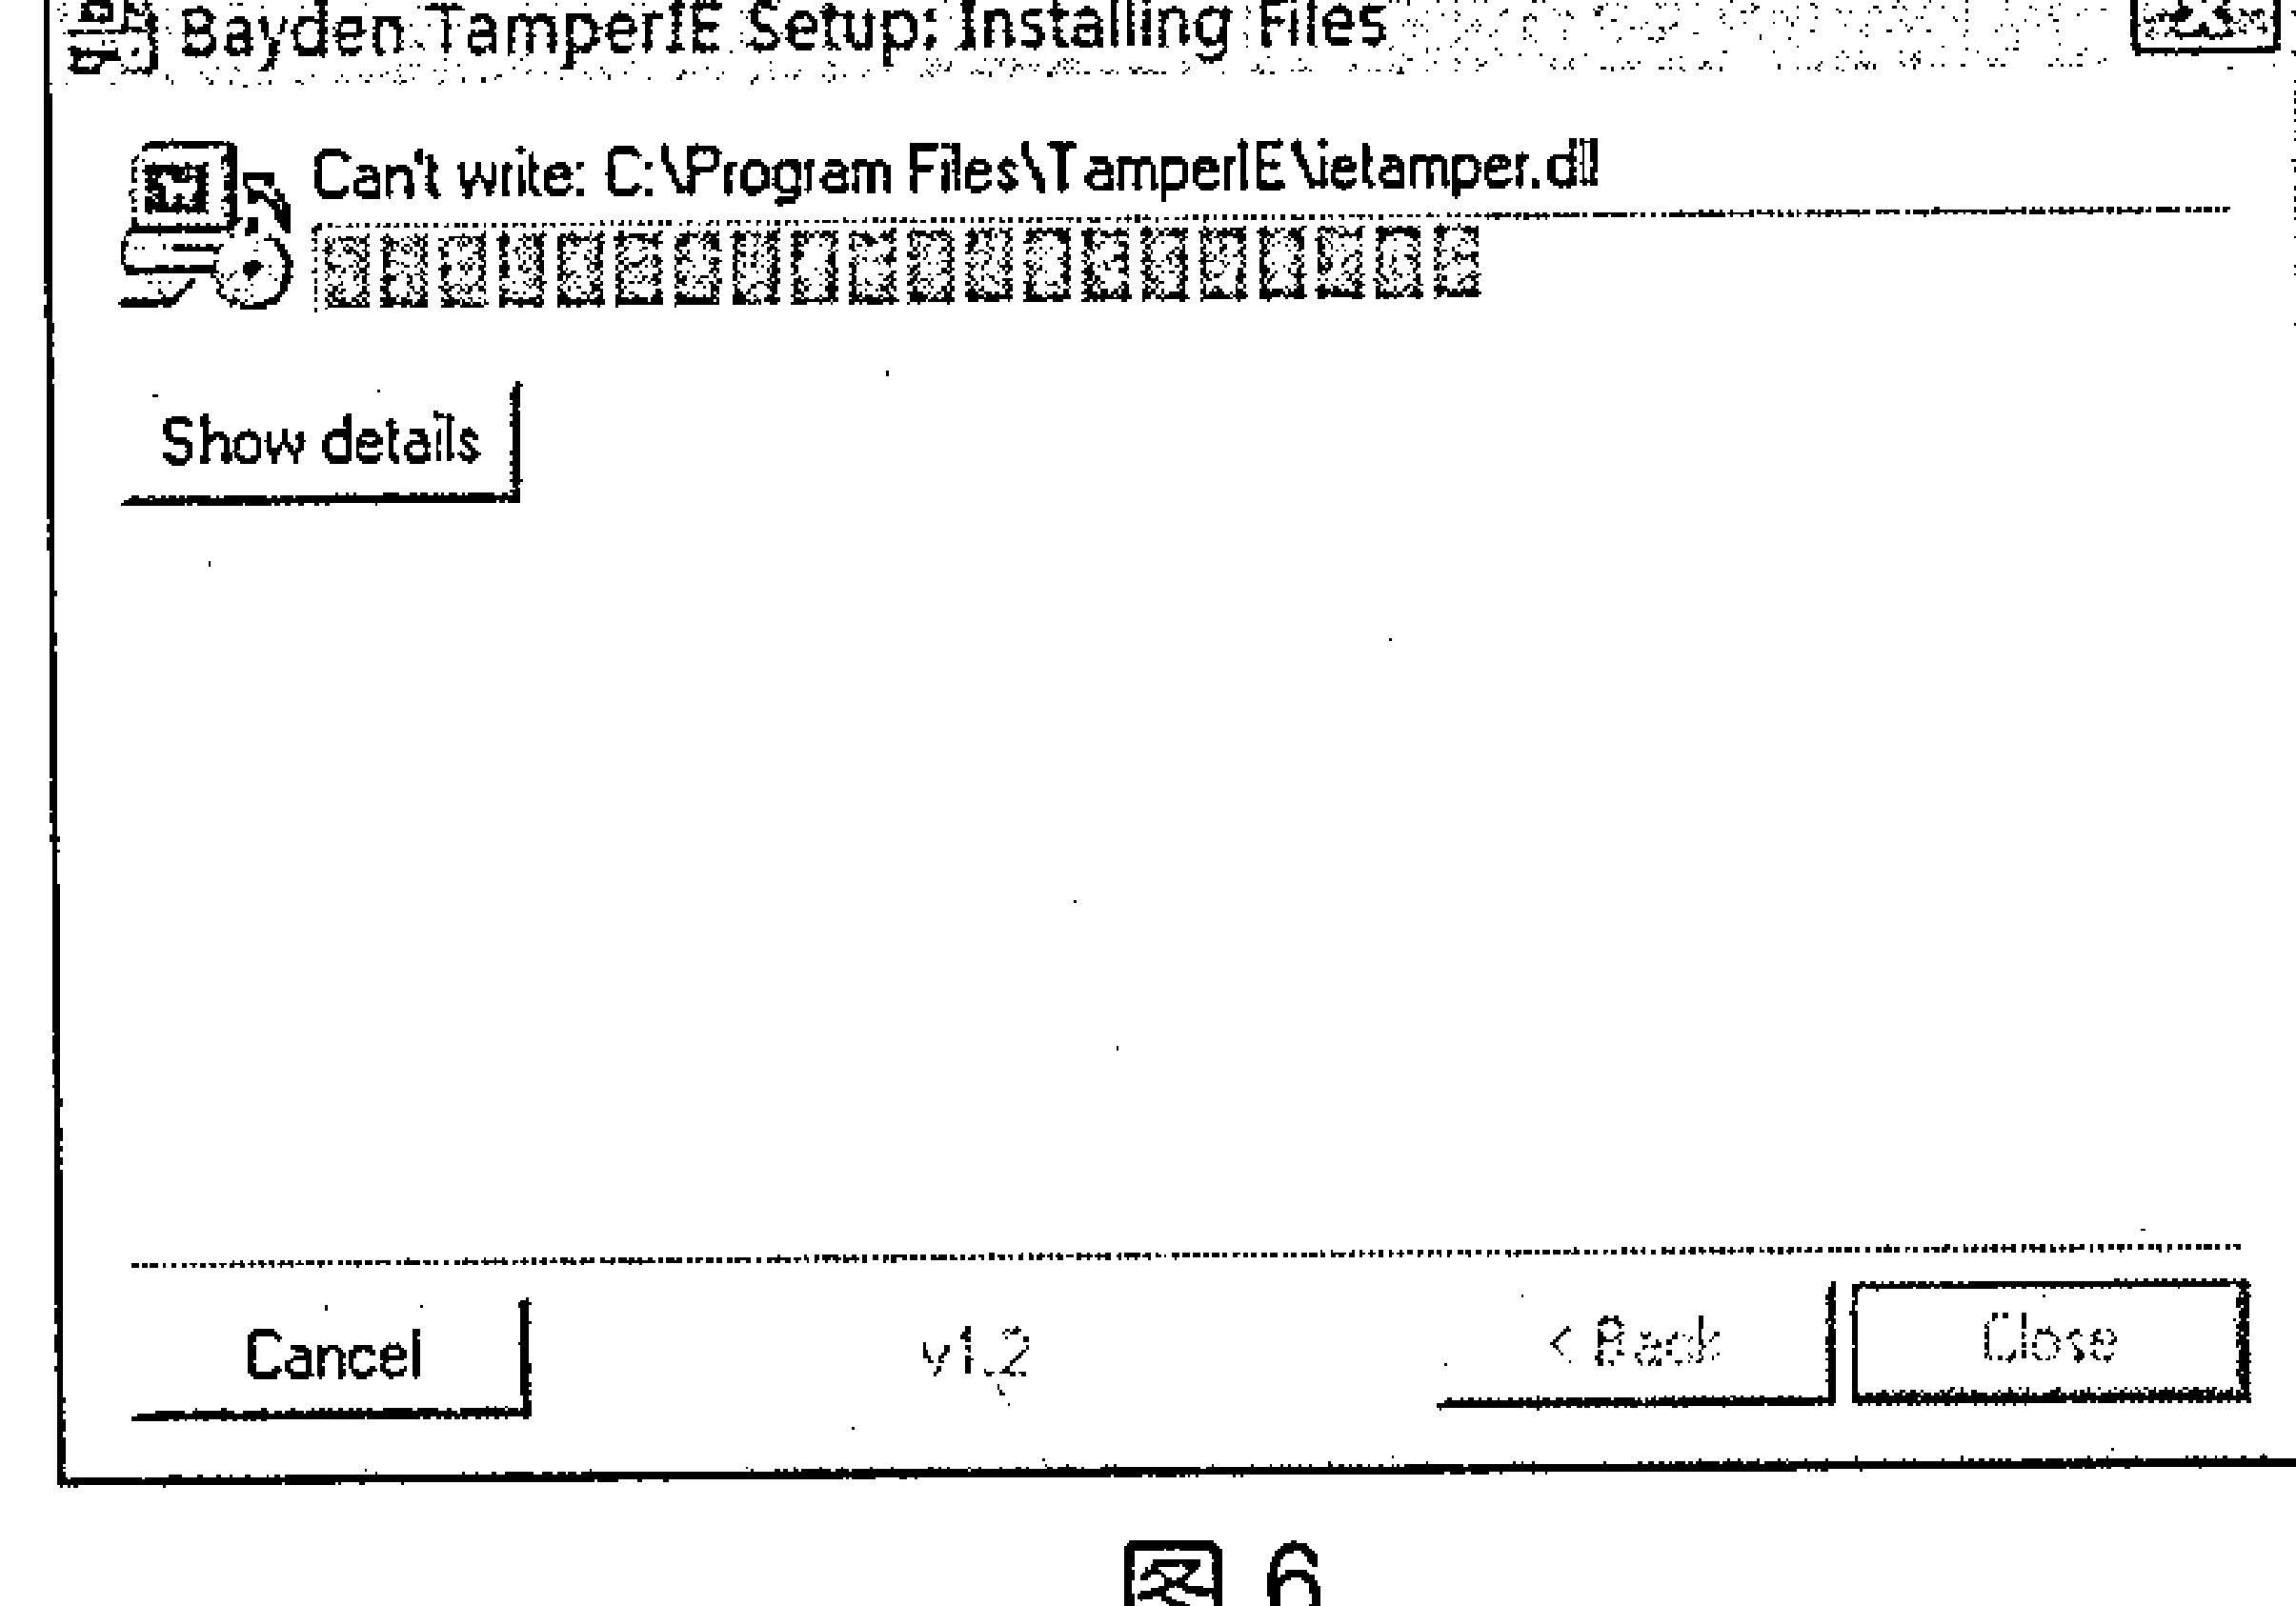 Bayden TamperIE Setup: Installing Files
Can't write: C:\Program Files\TamperIE\ietamper.dll
Show details
Cancel
v1.2
< Back
Close
图 6